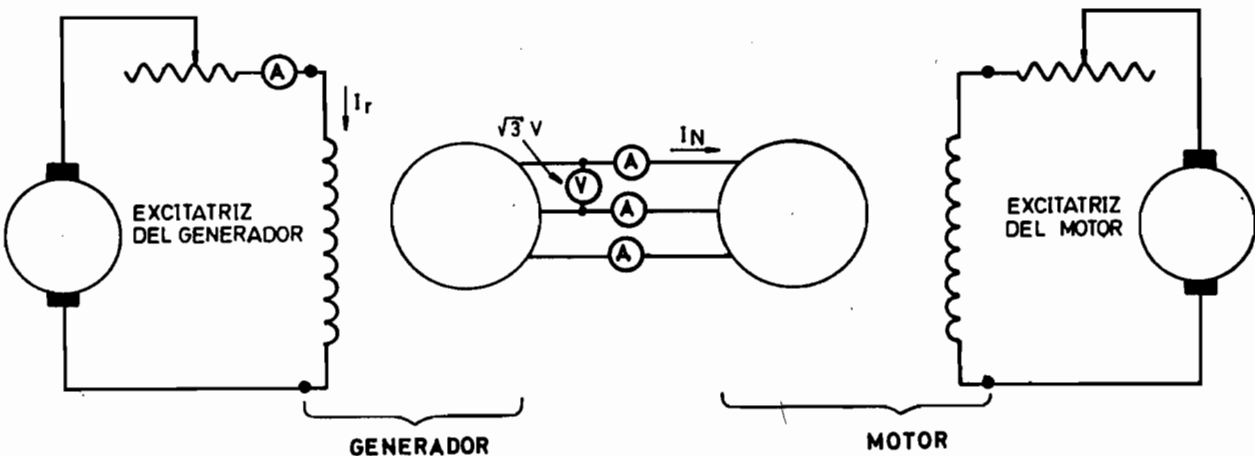 A
Ir
√3 V
IN
A
V
A
A
EXCITATRIZ
DEL GENERADOR
EXCITATRIZ
DEL MOTOR
GENERADOR
MOTOR